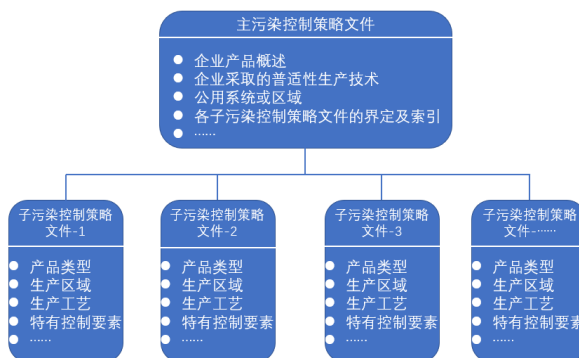 主污染控制策略文件
企业产品概述
企业采取的普适性生产技术
公用系统或区域
各子污染控制策略文件的界定及索引
······
子污染控制策略
文件-1
产品类型
生产区域
生产工艺
特有控制要素
······
子污染控制策略
文件-2
产品类型
生产区域
生产工艺
特有控制要素
······
子污染控制策略
文件-3
产品类型
生产区域
生产工艺
特有控制要素
······
子污染控制策略
文件-······
产品类型
生产区域
生产工艺
特有控制要素
······